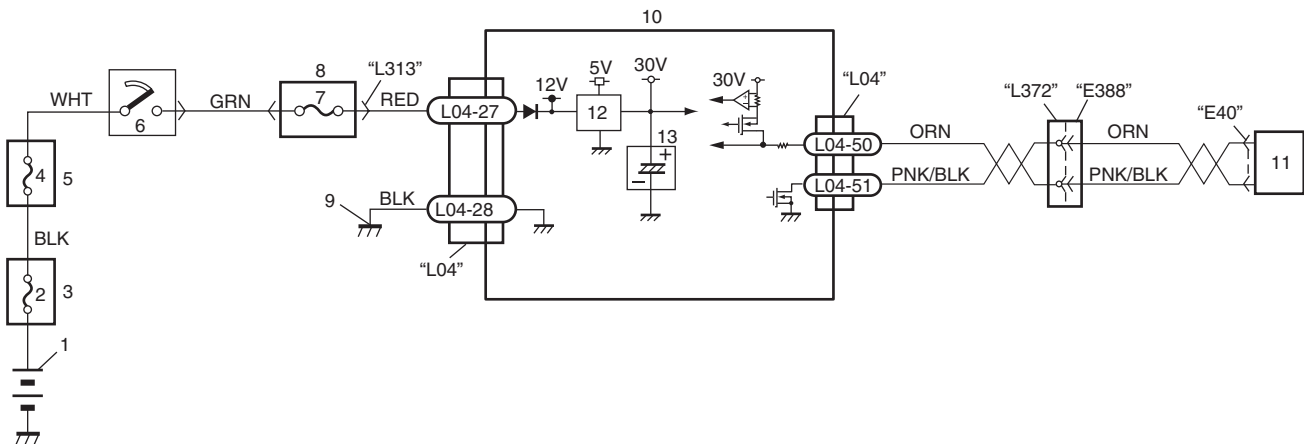 10
8
"L313"
5V
30V
30V
"L04"
"L372"
"E388"
12V
"E40"
WHT
GRN
7
RED
L04-27
12
6
13
L04-50
ORN
ORN
+
11
4
5
−
L04-51
PNK/BLK
PNK/BLK
9
BLK
L04-28
BLK
"L04"
2
3
1